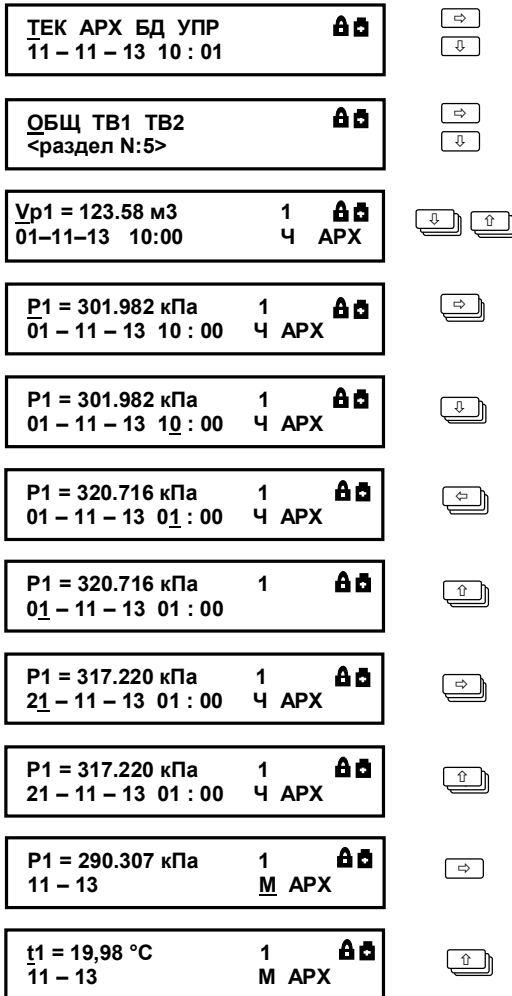 ТЕК АРХ БД УПР
11 – 11 – 13 10 : 01
ОБЩ ТВ1 ТВ2
<раздел N:5>
Vp1 = 123.58 м3 1
01–11–13 10:00 Ч АРХ
P1 = 301.982 кПа 1
01 – 11 – 13 10 : 00 Ч АРХ
P1 = 301.982 кПа 1
01 – 11 – 13 10 : 00 Ч АРХ
P1 = 320.716 кПа 1
01 – 11 – 13 01 : 00 Ч АРХ
P1 = 320.716 кПа 1
01 – 11 – 13 01 : 00
P1 = 317.220 кПа 1
21 – 11 – 13 01 : 00 Ч АРХ
P1 = 317.220 кПа 1
21 – 11 – 13 01 : 00 Ч АРХ
P1 = 290.307 кПа 1
11 – 13 М АРХ
t1 = 19,98 °С 1
11 – 13 М АРХ